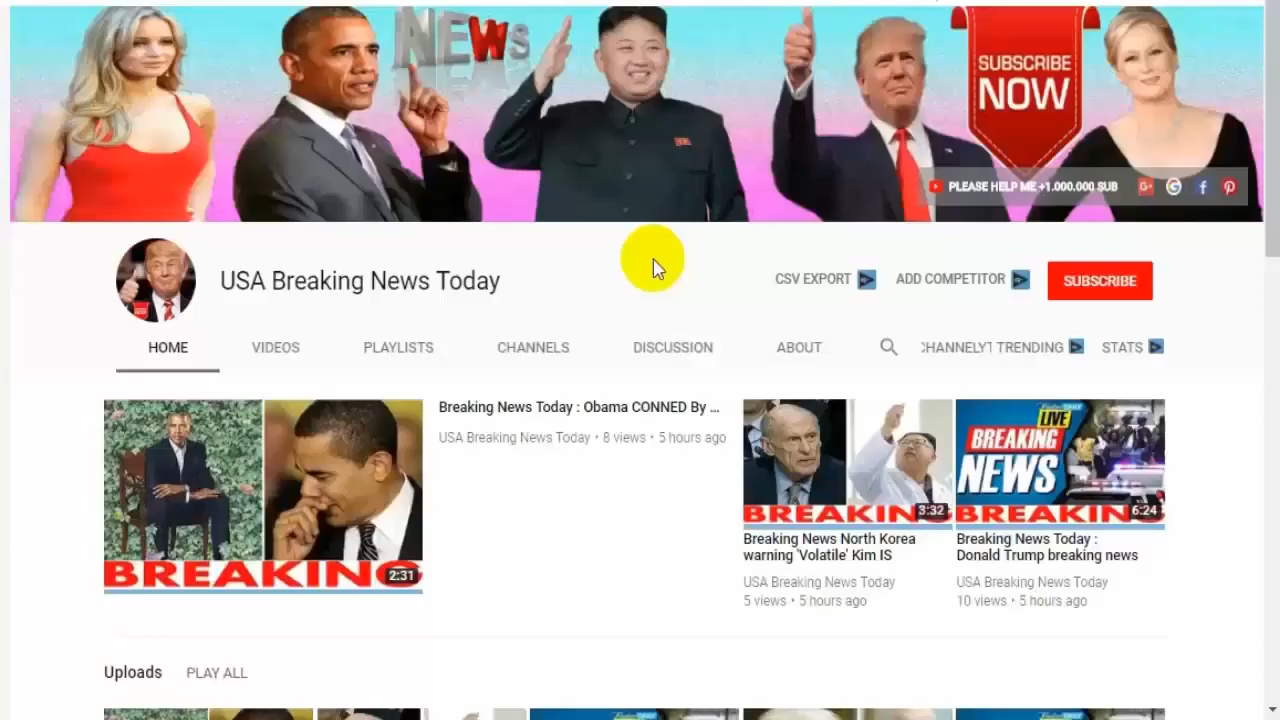 NEWS
SUBSCRIBE
NOW
PLEASE HELP ME +1.000.000 SUB
USA Breaking News Today
CSV EXPORT
ADD COMPETITOR
SUBSCRIBE
HOME
VIDEOS
PLAYLISTS
CHANNELS
DISCUSSION
ABOUT
TRENDING
STATS
BREAKING
2:31
Breaking News Today : Obama CONNED By ...
USA Breaking News Today • 8 views • 5 hours ago
BREAKIN
3:32
Breaking News North Korea
warning 'Volatile' Kim IS
USA Breaking News Today
5 views • 5 hours ago
LIVE
BREAKING
NEWS
BREAKIN
6:24
Breaking News Today :
Donald Trump breaking news
USA Breaking News Today
10 views • 5 hours ago
Uploads
PLAY ALL